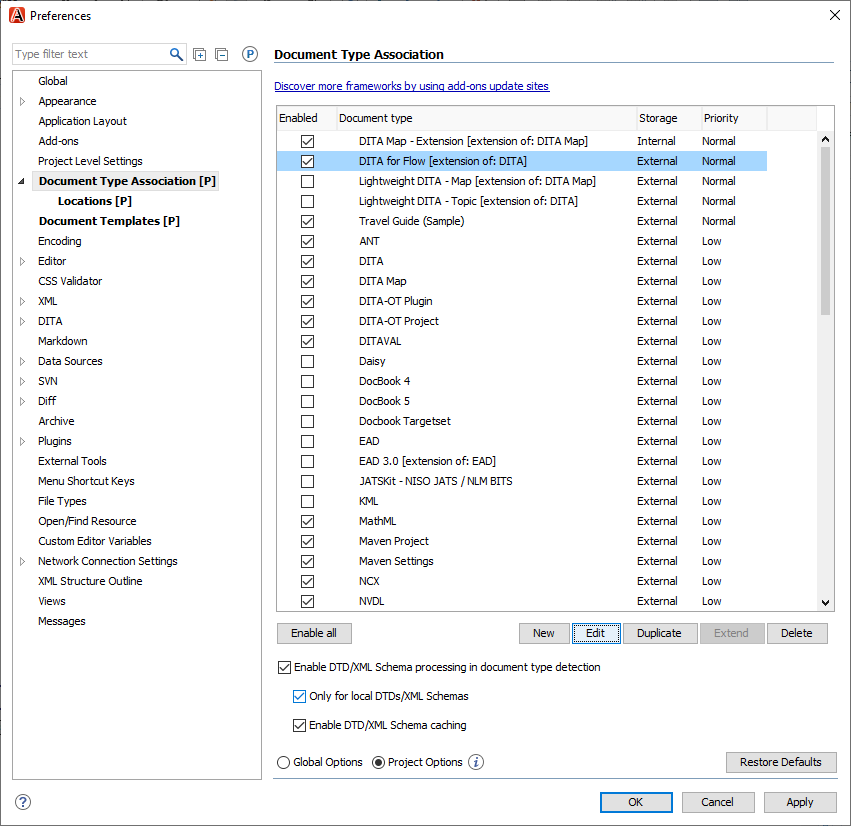 Preferences
Type filter text
P
Global
Appearance
Application Layout
Add-ons
Project Level Settings
Document Type Association [P]
Locations [P]
Document Templates [P]
Encoding
Editor
CSS Validator
XML
DITA
Markdown
Data Sources
SVN
Diff
Archive
Plugins
External Tools
Menu Shortcut Keys
File Types
Open/Find Resource
Custom Editor Variables
Network Connection Settings
XML Structure Outline
Views
Messages
Document Type Association
Discover more frameworks by using add-ons update sites
Enabled Document type Storage Priority
DITA Map - Extension [extension of: DITA Map] Internal Normal
DITA for Flow [extension of: DITA] External Normal
Lightweight DITA - Map [extension of: DITA Map] External Normal
Lightweight DITA - Topic [extension of: DITA] External Normal
Travel Guide (Sample) External Normal
ANT External Low
DITA External Low
DITA Map External Low
DITA-OT Plugin External Low
DITA-OT Project External Low
DITAVAL External Low
Daisy External Low
DocBook 4 External Low
DocBook 5 External Low
Docbook Targetset External Low
EAD External Low
EAD 3.0 [extension of: EAD] External Low
JATSKit - NISO JATS / NLM BITS External Low
KML External Low
MathML External Low
Maven Project External Low
Maven Settings External Low
NCX External Low
NVDL External Low
Enable all New Edit Duplicate Extend Delete
Enable DTD/XML Schema processing in document type detection
Only for local DTDs/XML Schemas
Enable DTD/XML Schema caching
Global Options Project Options i Restore Defaults
? OK Cancel Apply